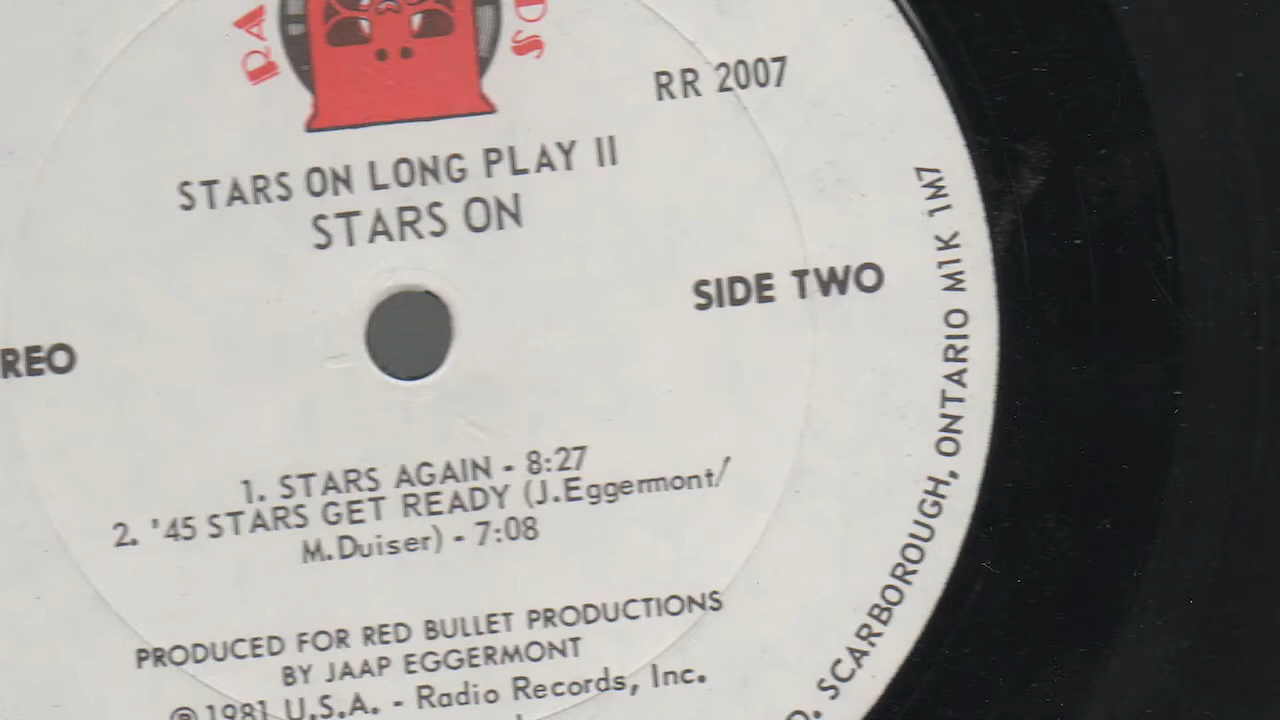 RR 2007
STARS ON LONG PLAY II
STARS ON
SIDE TWO
REO
1. STARS AGAIN - 8:27
2. '45 STARS GET READY (J.Eggermont/
M.Duiser) - 7:08
PRODUCED FOR RED BULLET PRODUCTIONS
BY JAAP EGGERMONT
© 1981 U.S.A. - Radio Records, Inc.
SCARBOROUGH, ONTARIO M1K 1M7